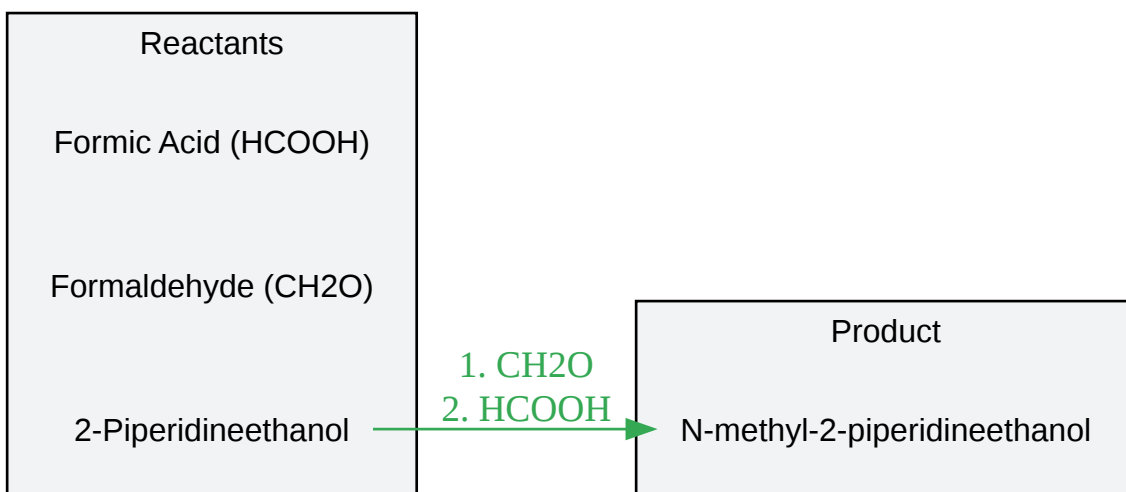 Reactants
Formic Acid (HCOOH)
Formaldehyde (CH2O)
2-Piperidineethanol
1. CH2O
2. HCOOH
Product
N-methyl-2-piperidineethanol